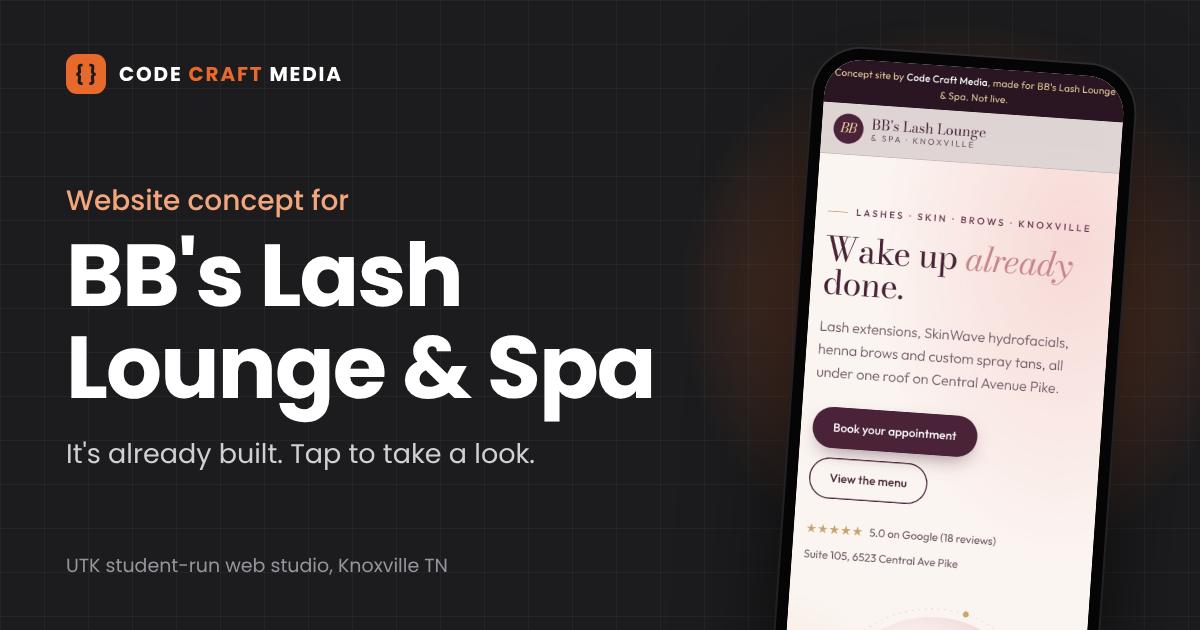 { } CODE CRAFT MEDIA
Website concept for
BB's Lash
Lounge & Spa
It's already built. Tap to take a look.
UTK student-run web studio, Knoxville TN
Concept site by Code Craft Media, made for BB's Lash Lounge
& Spa. Not live.
BB
BB's Lash Lounge
& SPA · KNOXVILLE
LASHES · SKIN · BROWS · KNOXVILLE
Wake up already
done.
Lash extensions, SkinWave hydrofacials,
henna brows and custom spray tans, all
under one roof on Central Avenue Pike.
Book your appointment
View the menu
★★★★★ 5.0 on Google (18 reviews)
Suite 105, 6523 Central Ave Pike